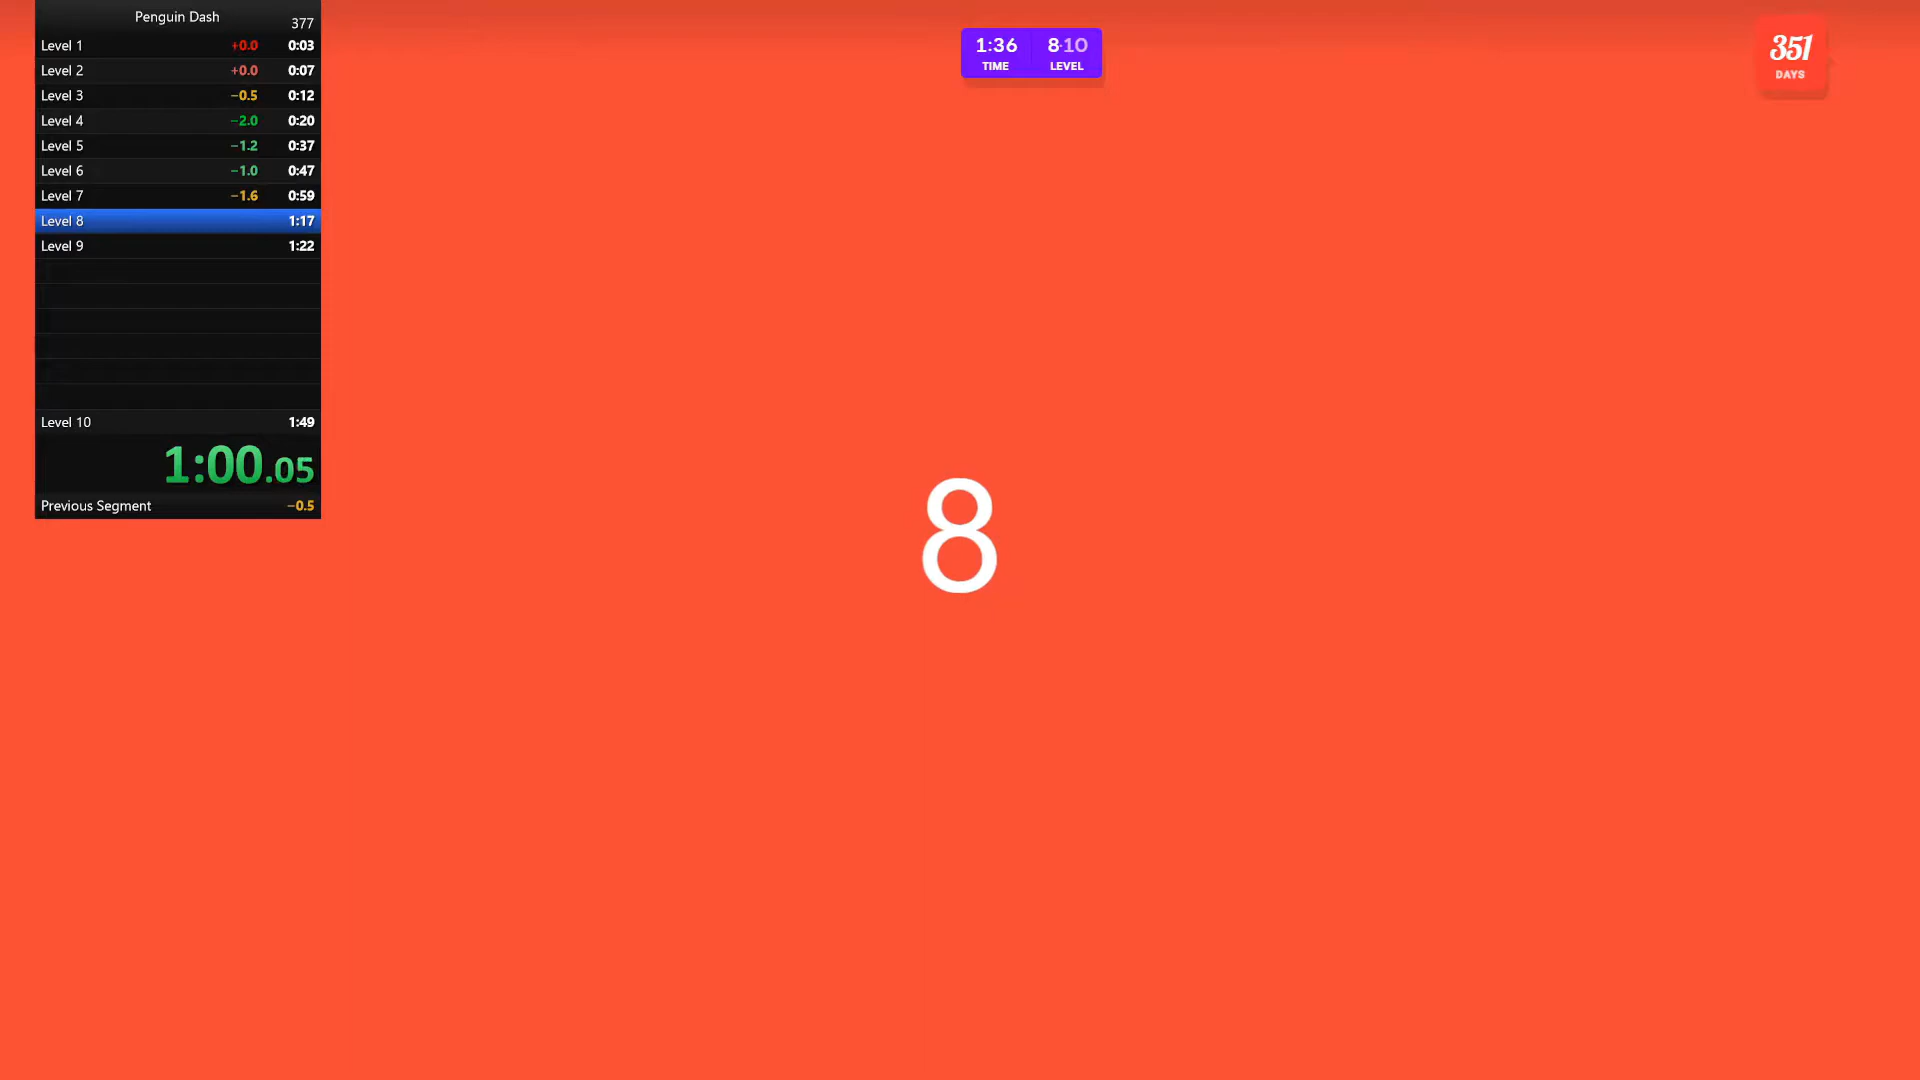 Penguin Dash
377
Level 1 +0.0 0:03
Level 2 +0.0 0:07
Level 3 −0.5 0:12
Level 4 −2.0 0:20
Level 5 −1.2 0:37
Level 6 −1.0 0:47
Level 7 −1.6 0:59
Level 8 1:17
Level 9 1:22
Level 10 1:49
1:00.05
Previous Segment −0.5
1:36 8·10
TIME LEVEL
351
DAYS
8